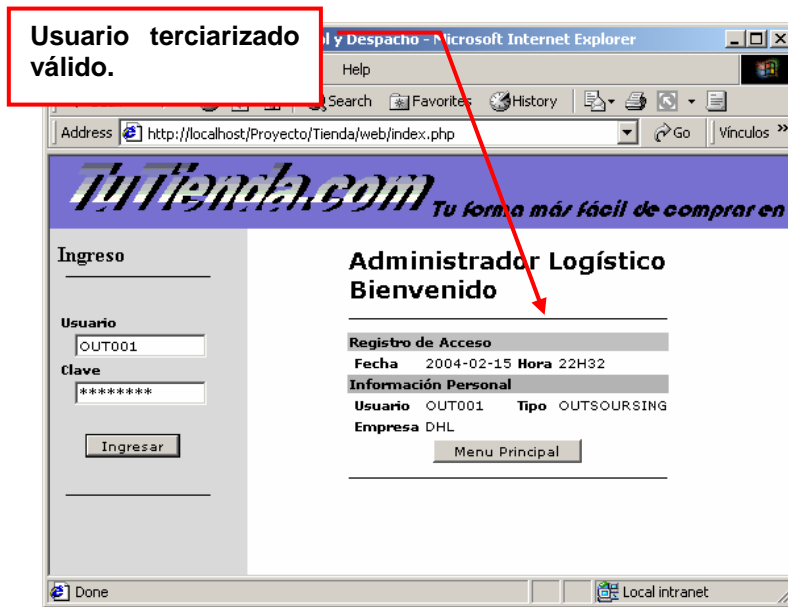 Usuario terciarizado
válido.
l y Despacho - Microsoft Internet Explorer
Help
Search Favorites History
Address http://localhost/Proyecto/Tienda/web/index.php Go Vínculos »
TuTienda.com
Tu forma más fácil de comprar en
Ingreso
Usuario
OUT001
Clave
********
Ingresar
Administrador Logístico
Bienvenido
Registro de Acceso
Fecha 2004-02-15 Hora 22H32
Información Personal
Usuario OUT001 Tipo OUTSOURSING
Empresa DHL
Menu Principal
Done Local intranet